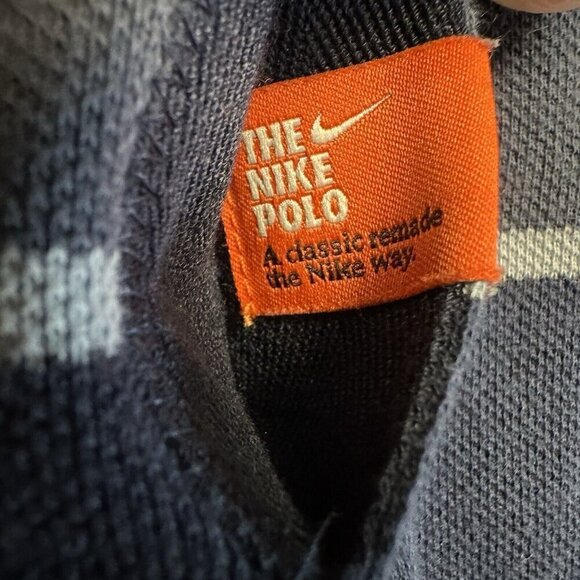 THE
NIKE
POLO
A classic remade
the Nike way.